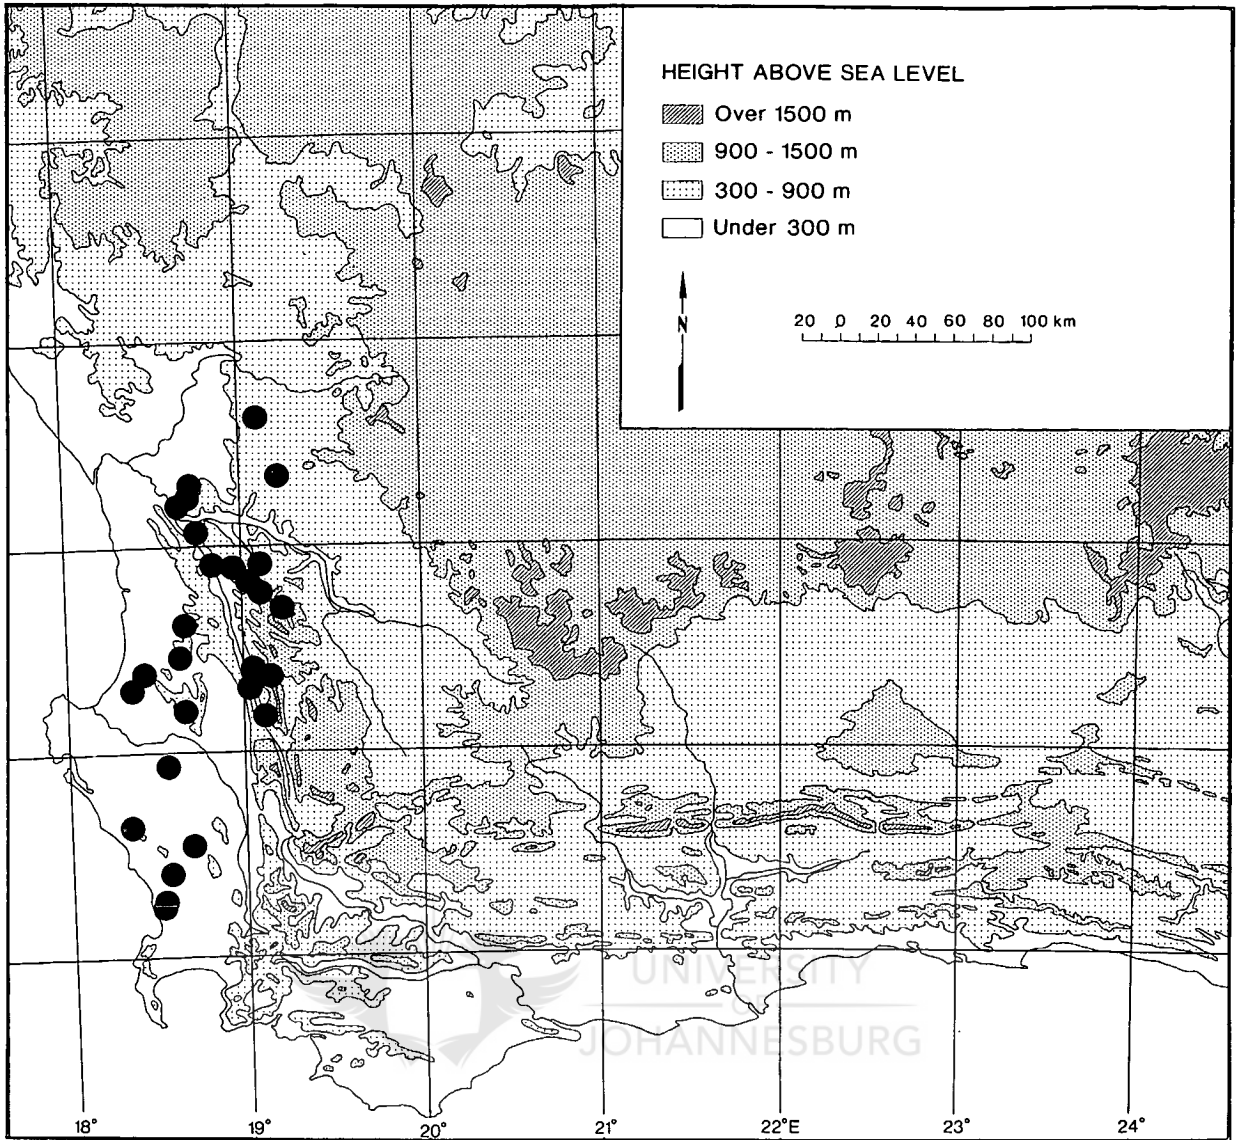 HEIGHT ABOVE SEA LEVEL
Over 1500 m
900 - 1500 m
300 - 900 m
Under 300 m
N
20 0 20 40 60 80 100 km
UNIVERSITY
OF
JOHANNESBURG
18° 19° 20° 21° 22°E 23° 24°